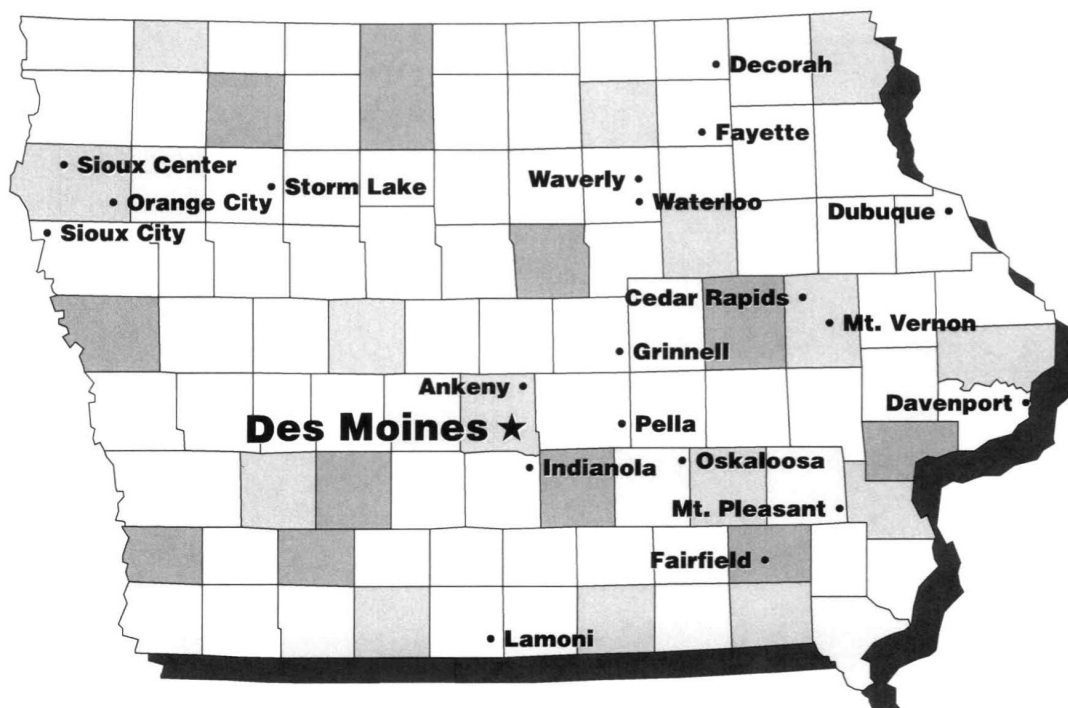 Decorah
Fayette
Sioux Center
Storm Lake
Waverly
Orange City
Waterloo
Dubuque
Sioux City
Cedar Rapids
Mt. Vernon
Grinnell
Ankeny
Davenport
Des Moines
Pella
Indianola
Oskaloosa
Mt. Pleasant
Fairfield
Lamoni